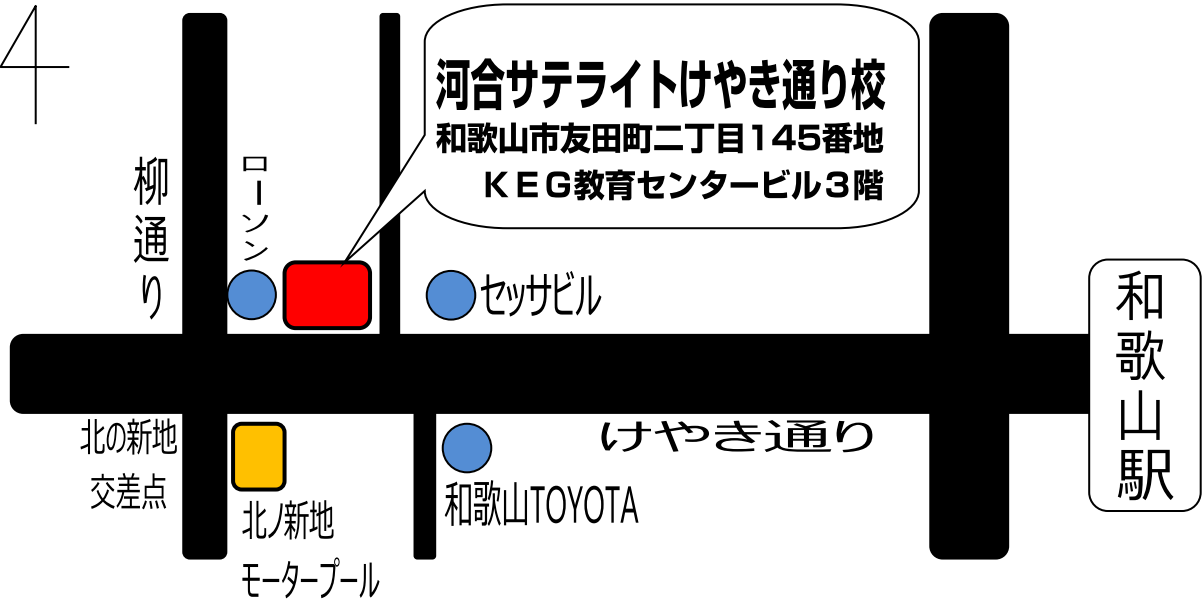 河合サテライトけやき通り校
和歌山市友田町二丁目145番地
ＫＥＧ教育センタービル３階
柳通り
ローソン
セッサビル
和歌山駅
北の新地
交差点
けやき通り
北ノ新地
モータープール
和歌山TOYOTA